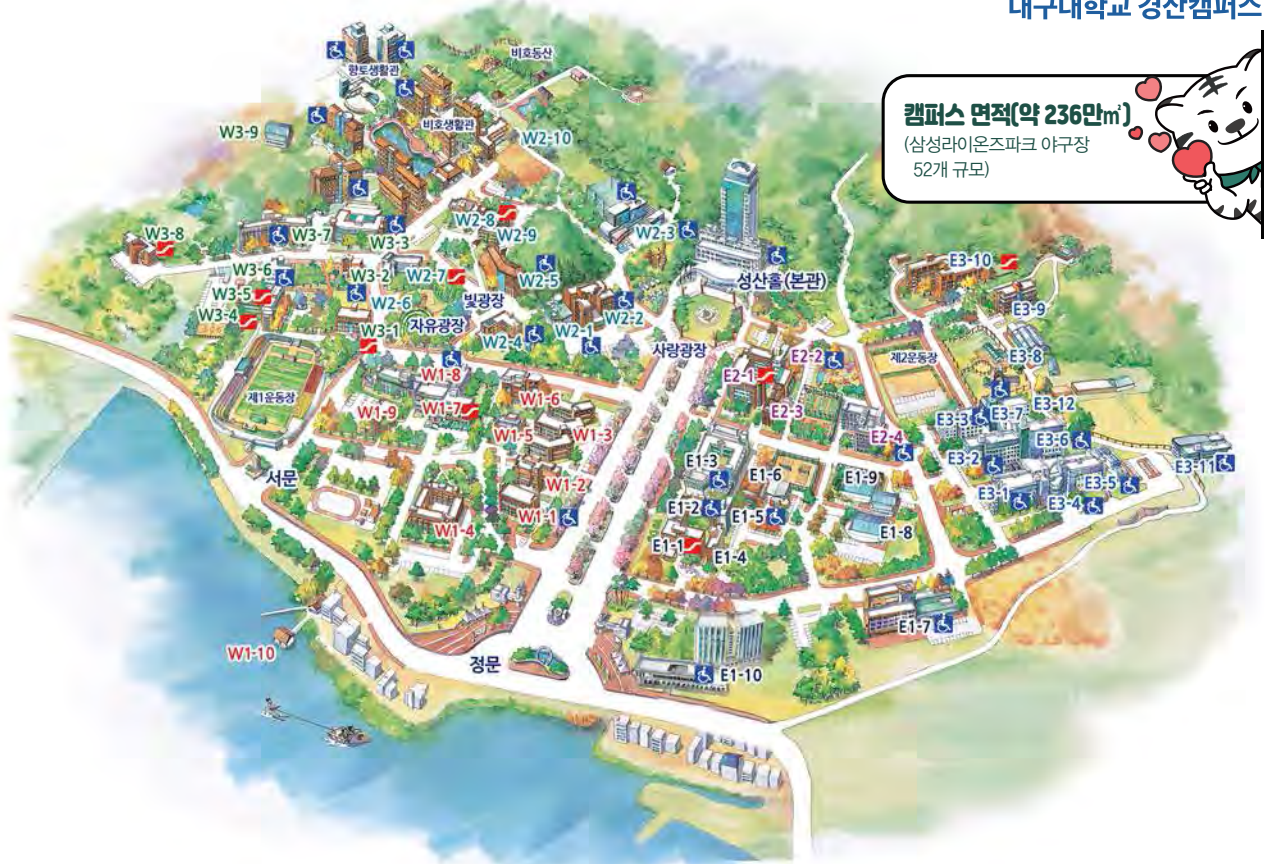 대구대학교 경산캠퍼스
캠퍼스 면적(약 236만㎡)
(삼성라이온즈파크 야구장
52개 규모)
비호동산
향토생활관
비호생활관
W3-9
W2-10
W2-8
W2-9
W2-3
W3-8
W3-7
W3-3
성산홀(본관)
E3-10
W3-6
W3-2
W2-7
W2-5
W3-5
W2-6
빛광장
E3-9
W3-4
W3-1
자유광장
W2-4
W2-1
W2-2
사랑광장
E2-2
제2운동장
E3-8
W1-8
E2-1
제1운동장
W1-9
W1-7
W1-6
E2-3
E3-12
W1-5
W1-3
E2-4
E3-3
E3-7
E3-6
서문
E1-3
E1-6
E1-9
E3-2
E3-11
W1-2
E3-1
E3-5
W1-4
W1-1
E1-2
E1-5
E3-4
E1-8
E1-1
E1-4
E1-7
W1-10
정문
E1-10